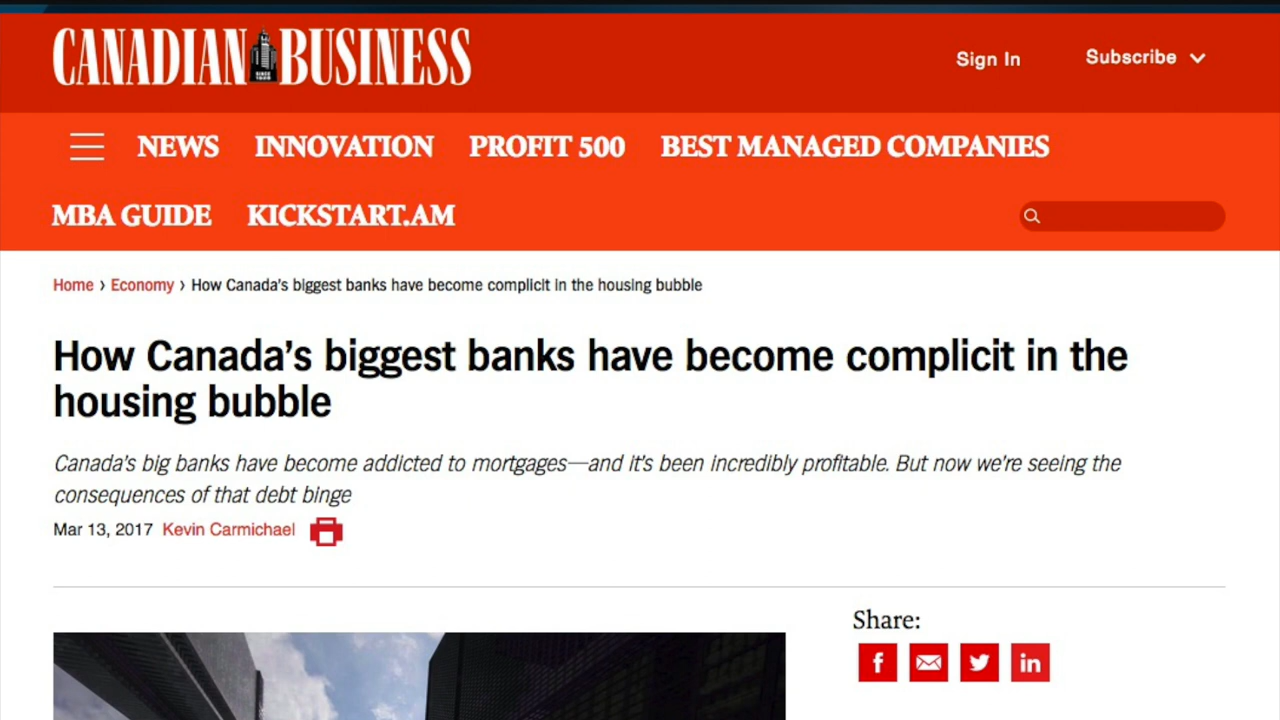 CANADIAN BUSINESS
Sign In
Subscribe
NEWS INNOVATION PROFIT 500 BEST MANAGED COMPANIES
MBA GUIDE KICKSTART.AM
Home › Economy › How Canada's biggest banks have become complicit in the housing bubble
How Canada's biggest banks have become complicit in the
housing bubble
Canada's big banks have become addicted to mortgages—and it's been incredibly profitable. But now we're seeing the
consequences of that debt binge
Mar 13, 2017 Kevin Carmichael
Share:
f
in